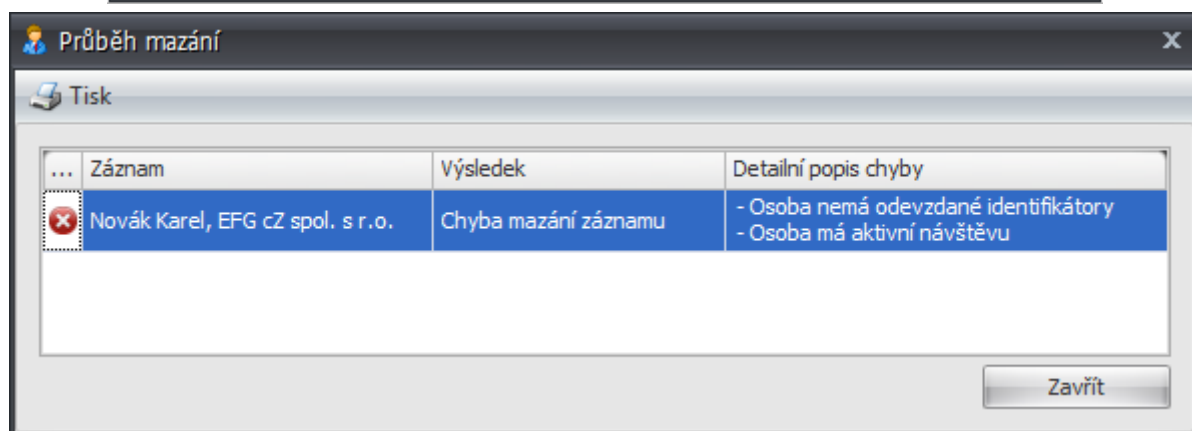 Průběh mazání
x
Tisk
... Záznam Výsledek Detailní popis chyby
Novák Karel, EFG cZ spol. s r.o. Chyba mazání záznamu - Osoba nemá odevzdané identifikátory
- Osoba má aktivní návštěvu
Zavřít